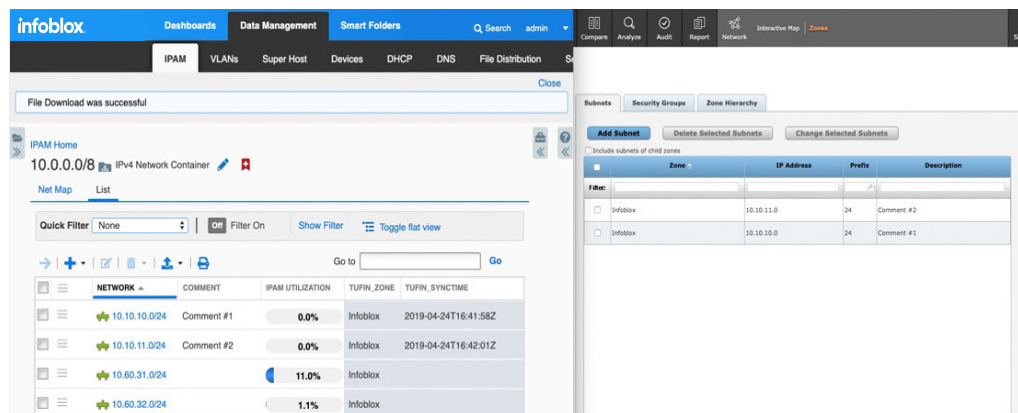 infoblox.
Dashboards
Data Management
Smart Folders
Search
admin
IPAM
VLANs
Super Host
Devices
DHCP
DNS
File Distribution
Close
File Download was successful
IPAM Home
10.0.0.0/8 IPv4 Network Container
Net Map
List
Quick Filter None
Off Filter On
Show Filter
Toggle flat view
Go to
Go
NETWORK COMMENT IPAM UTILIZATION TUFIN_ZONE TUFIN_SYNCTIME
10.10.10.0/24 Comment #1 0.0% Infoblox 2019-04-24T16:41:58Z
10.10.11.0/24 Comment #2 0.0% Infoblox 2019-04-24T16:42:01Z
10.60.31.0/24 11.0% Infoblox
10.60.32.0/24 1.1% Infoblox
Compare
Analyze
Audit
Report
Network
Interactive Map
Zones
Subnets
Security Groups
Zone Hierarchy
Add Subnet
Delete Selected Subnets
Change Selected Subnets
Include subnets of child zones
Zone IP Address Prefix Description
Filter:
Infoblox 10.10.11.0 24 Comment #2
Infoblox 10.10.10.0 24 Comment #1